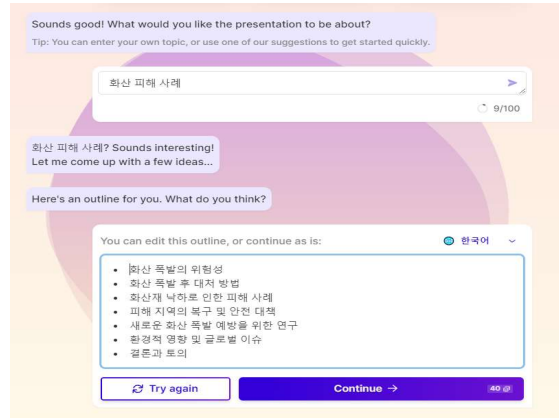 Sounds good! What would you like the presentation to be about?
Tip: You can enter your own topic, or use one of our suggestions to get started quickly.
화산 피해 사례
9/100
화산 피해 사례? Sounds interesting!
Let me come up with a few ideas...
Here's an outline for you. What do you think?
You can edit this outline, or continue as is:
한국어
• 화산 폭발의 위험성
• 화산 폭발 후 대처 방법
• 화산재 낙하로 인한 피해 사례
• 피해 지역의 복구 및 안전 대책
• 새로운 화산 폭발 예방을 위한 연구
• 환경적 영향 및 글로벌 이슈
• 결론과 토의
Try again
Continue →
40